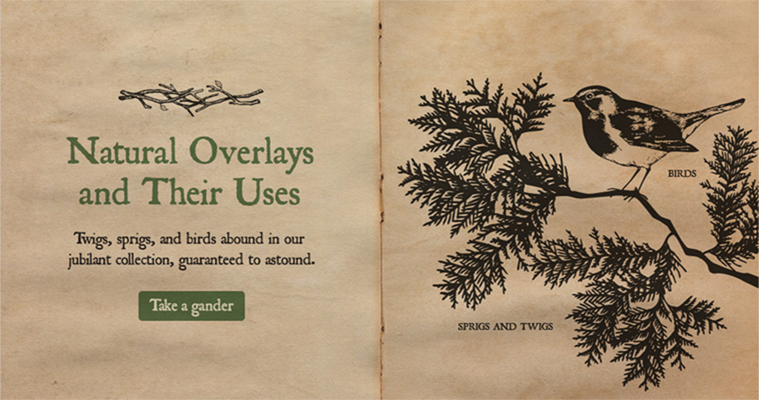 Natural Overlays
and Their Uses
Twigs, sprigs, and birds abound in our
jubilant collection, guaranteed to astound.
Take a gander
BIRDS
SPRIGS AND TWIGS